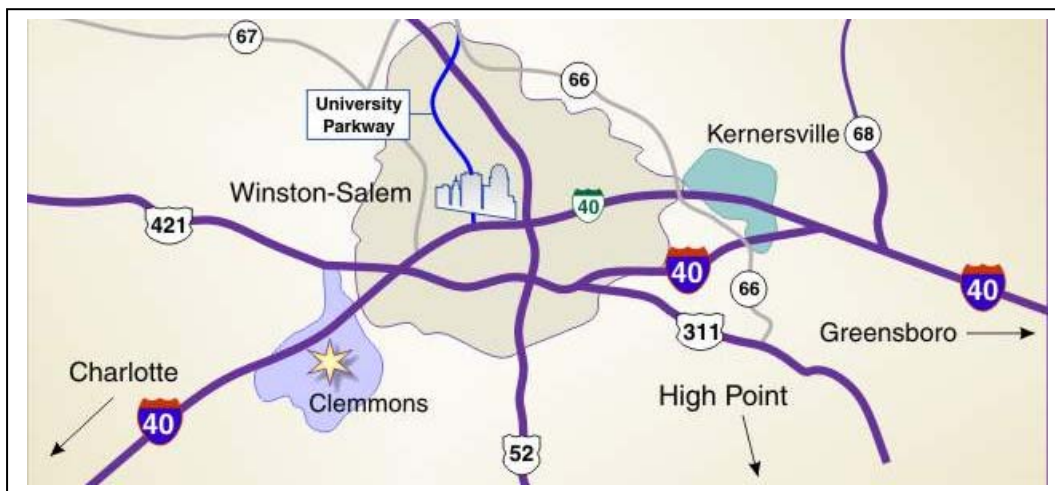 67
66
University
Parkway
Kernersville
68
Winston-Salem
40
421
40
66
40
311
Greensboro
Charlotte
High Point
Clemmons
40
52